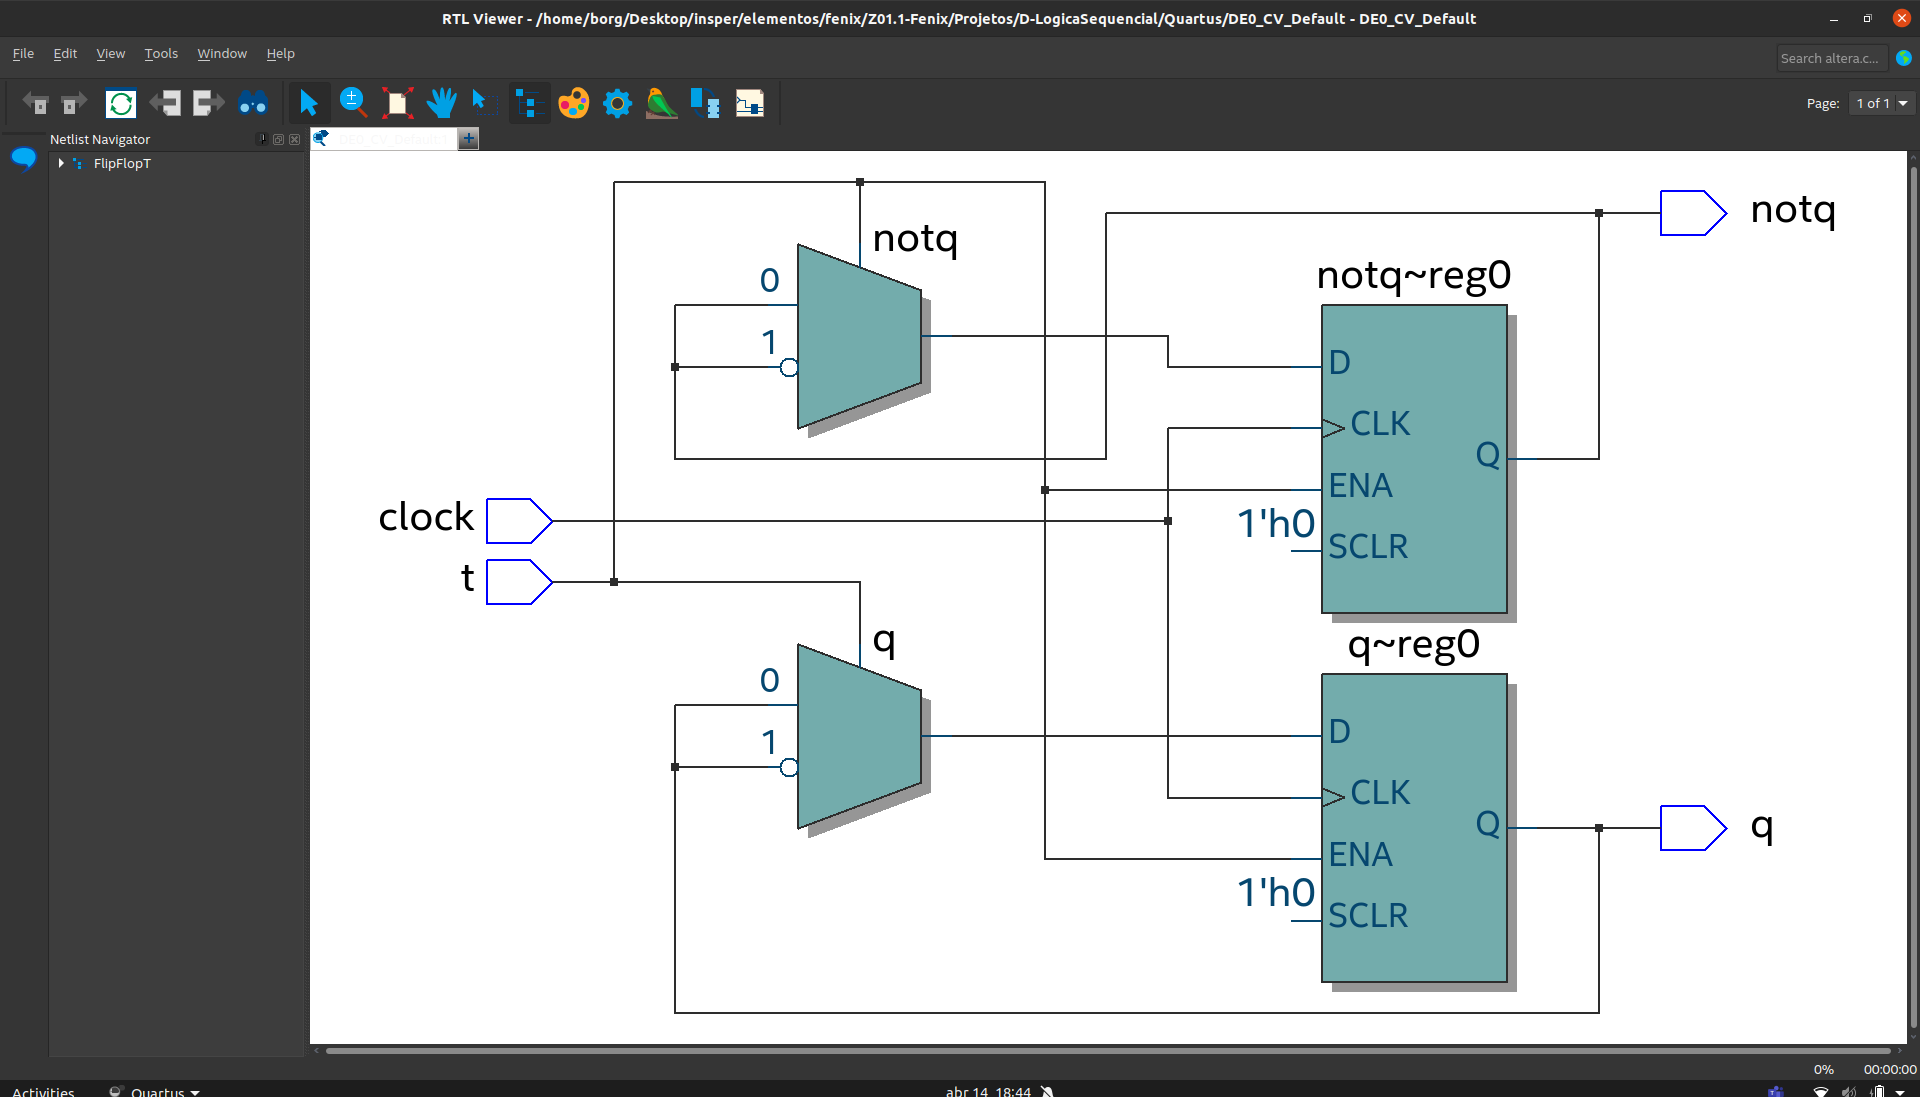 RTL Viewer - /home/borg/Desktop/insper/elementos/fenix/Z01.1-Fenix/Projetos/D-LogicaSequencial/Quartus/DE0_CV_Default - DE0_CV_Default
File Edit View Tools Window Help
Search altera.c...
Page: 1 of 1
Netlist Navigator
FlipFlopT
notq
0
1
notq~reg0
D
CLK
ENA
1'h0
SCLR
Q
notq
clock
t
q
0
1
q~reg0
D
CLK
ENA
1'h0
SCLR
Q
q
0% 00:00:00
Activities Quartus abr 14 18:44